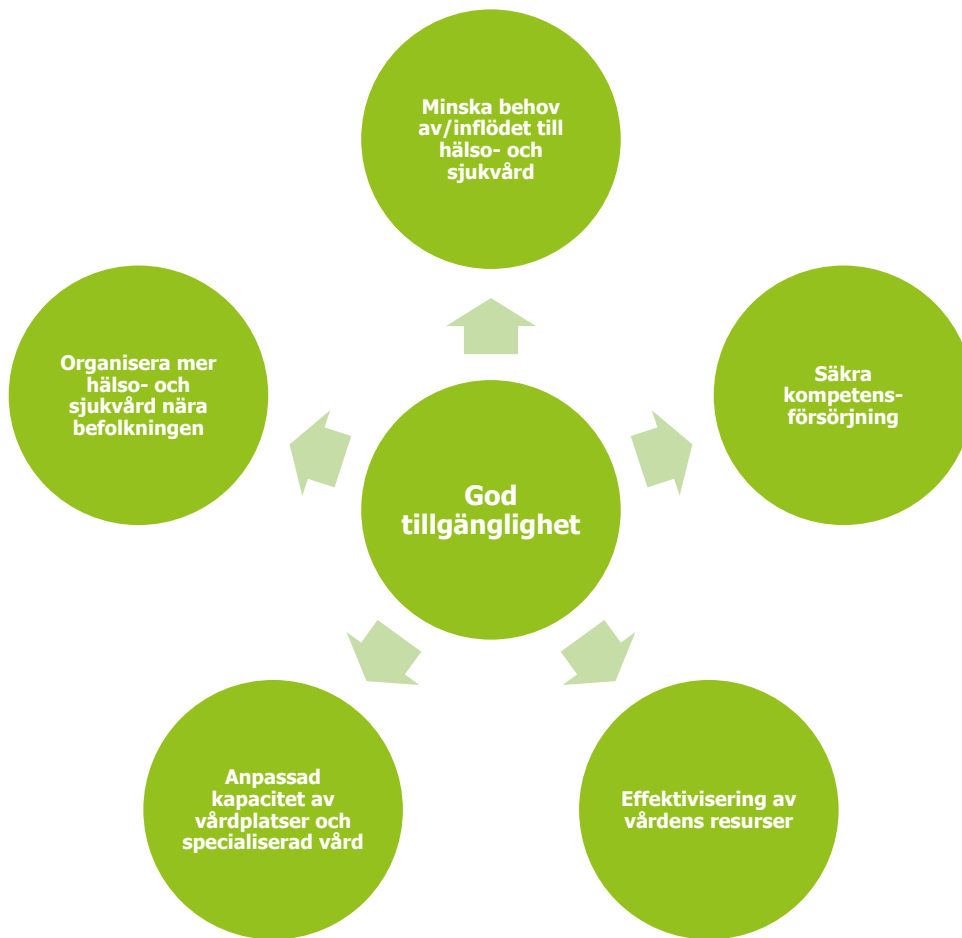 Minska behov
av/inflödet till
hälso- och
sjukvård
Organisera mer
hälso- och
sjukvård nära
befolkningen
Säkra
kompetens-
försörjning
God
tillgänglighet
Anpassad
kapacitet av
vårdplatser och
specialiserad vård
Effektivisering av
vårdens resurser